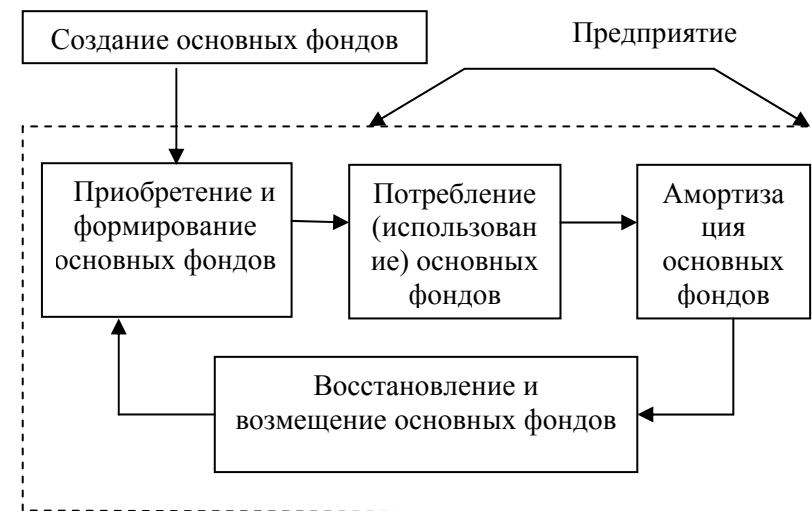 Создание основных фондов
Предприятие
Приобретение и
формирование
основных фондов
Потребление
(использован
ие) основных
фондов
Амортиза
ция
основных
фондов
Восстановление и
возмещение основных фондов